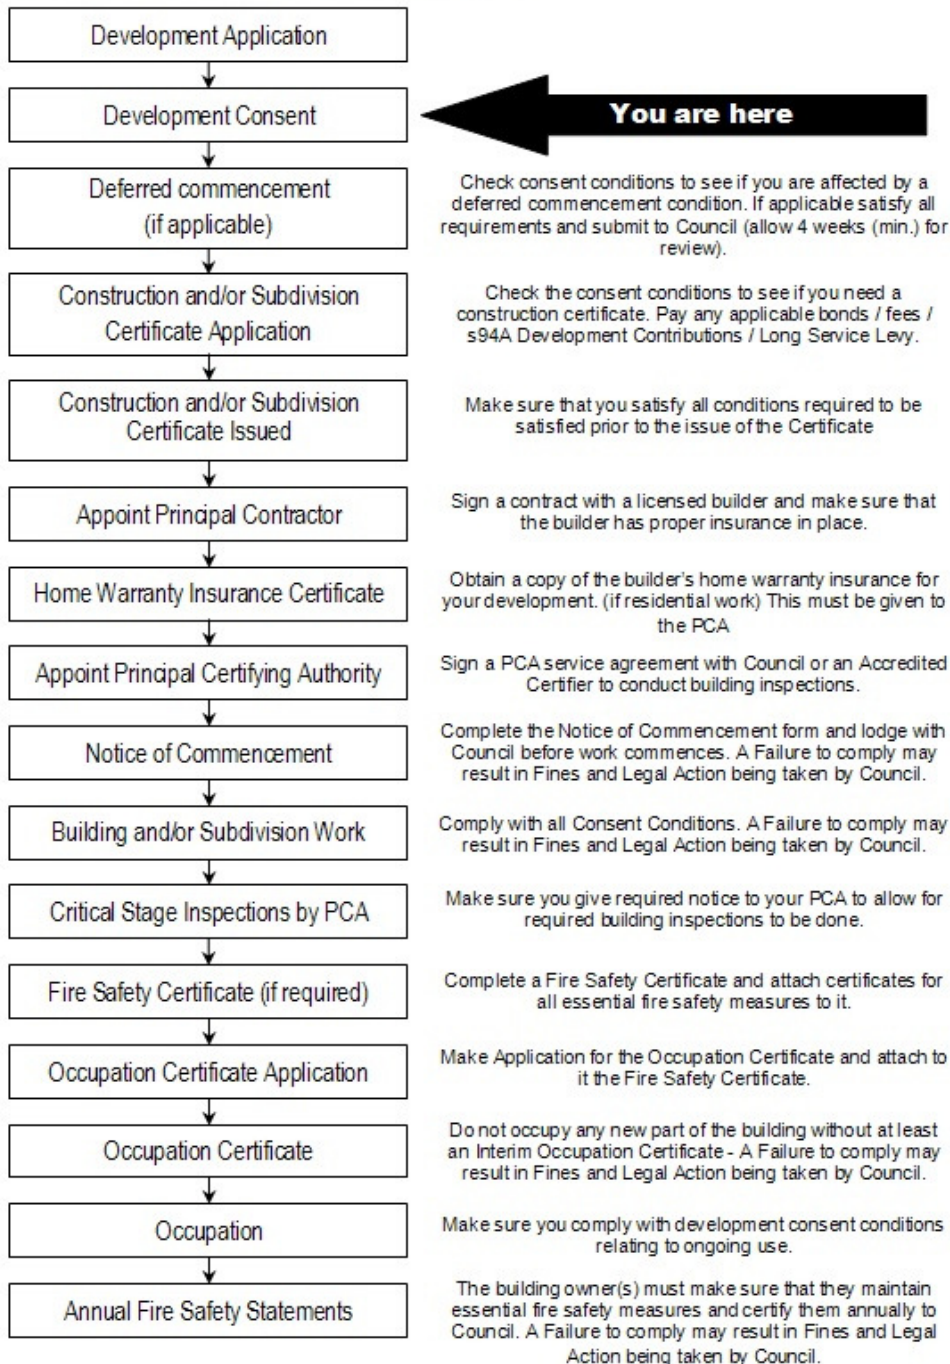 Development Application
Development Consent
You are here
Deferred commencement
(if applicable)
Check consent conditions to see if you are affected by a
deferred commencement condition. If applicable satisfy all
requirements and submit to Council (allow 4 weeks (min.) for
review).
Construction and/or Subdivision
Certificate Application
Check the consent conditions to see if you need a
construction certificate. Pay any applicable bonds / fees /
s94A Development Contributions / Long Service Levy.
Construction and/or Subdivision
Certificate Issued
Make sure that you satisfy all conditions required to be
satisfied prior to the issue of the Certificate
Appoint Principal Contractor
Sign a contract with a licensed builder and make sure that
the builder has proper insurance in place.
Home Warranty Insurance Certificate
Obtain a copy of the builder's home warranty insurance for
your development. (if residential work) This must be given to
the PCA
Appoint Principal Certifying Authority
Sign a PCA service agreement with Council or an Accredited
Certifier to conduct building inspections.
Notice of Commencement
Complete the Notice of Commencement form and lodge with
Council before work commences. A Failure to comply may
result in Fines and Legal Action being taken by Council.
Building and/or Subdivision Work
Comply with all Consent Conditions. A Failure to comply may
result in Fines and Legal Action being taken by Council.
Critical Stage Inspections by PCA
Make sure you give required notice to your PCA to allow for
required building inspections to be done.
Fire Safety Certificate (if required)
Complete a Fire Safety Certificate and attach certificates for
all essential fire safety measures to it.
Occupation Certificate Application
Make Application for the Occupation Certificate and attach to
it the Fire Safety Certificate.
Occupation Certificate
Do not occupy any new part of the building without at least
an Interim Occupation Certificate - A Failure to comply may
result in Fines and Legal Action being taken by Council.
Occupation
Make sure you comply with development consent conditions
relating to ongoing use.
Annual Fire Safety Statements
The building owner(s) must make sure that they maintain
essential fire safety measures and certify them annually to
Council. A Failure to comply may result in Fines and Legal
Action being taken by Council.